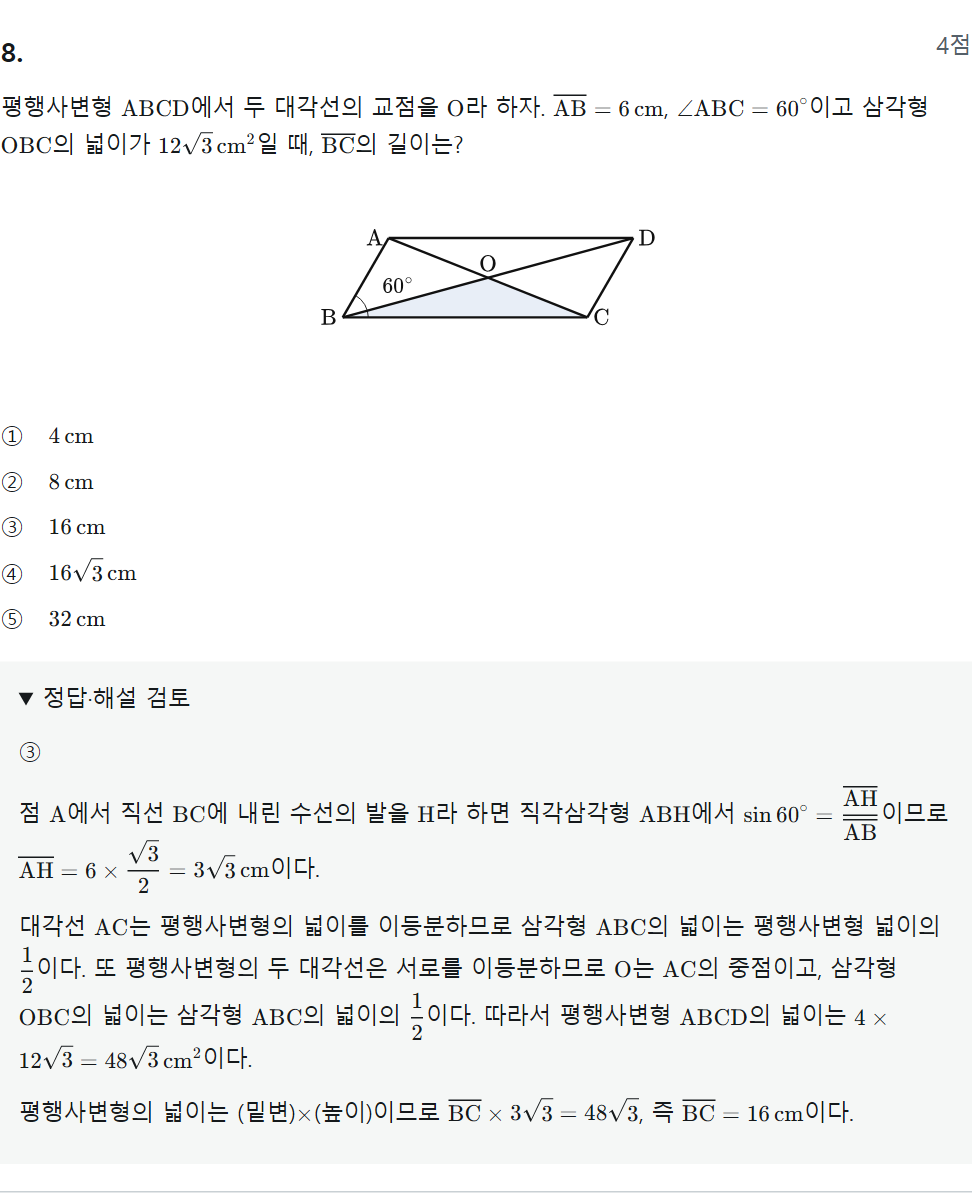 8.
4점
평행사변형 ABCD에서 두 대각선의 교점을 O라 하자. $\overline{AB}$ = 6 cm, ∠ABC = 60°이고 삼각형
OBC의 넓이가 12√3 cm²일 때, $\overline{BC}$의 길이는?
A
D
O
60°
B
C
① 4 cm
② 8 cm
③ 16 cm
④ 16√3 cm
⑤ 32 cm
▼ 정답·해설 검토
③
점 A에서 직선 BC에 내린 수선의 발을 H라 하면 직각삼각형 ABH에서 sin 60° = $\frac{\overline{AH}}{\overline{AB}}$이므로
$\overline{AH}$ = 6 × $\frac{\sqrt{3}}{2}$ = 3√3 cm이다.
대각선 AC는 평행사변형의 넓이를 이등분하므로 삼각형 ABC의 넓이는 평행사변형 넓이의
$\frac{1}{2}$이다. 또 평행사변형의 두 대각선은 서로를 이등분하므로 O는 AC의 중점이고, 삼각형
OBC의 넓이는 삼각형 ABC의 넓이의 $\frac{1}{2}$이다. 따라서 평행사변형 ABCD의 넓이는 4 ×
12√3 = 48√3 cm²이다.
평행사변형의 넓이는 (밑변)×(높이)이므로 $\overline{BC}$ × 3√3 = 48√3, 즉 $\overline{BC}$ = 16 cm이다.